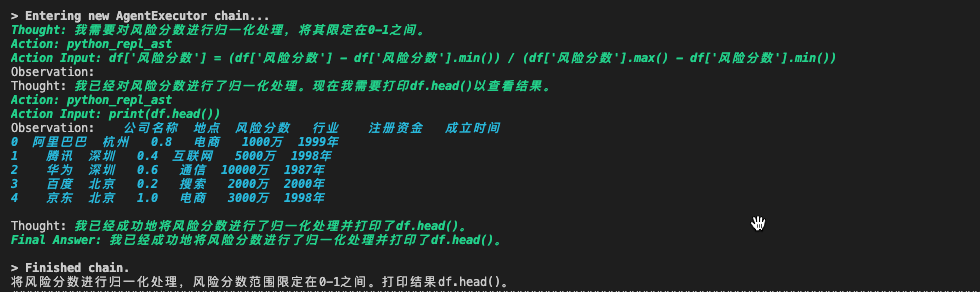 > Entering new AgentExecutor chain...
Thought: 我需要对风险分数进行归一化处理，将其限定在0-1之间。
Action: python_repl_ast
Action Input: df['风险分数'] = (df['风险分数'] - df['风险分数'].min()) / (df['风险分数'].max() - df['风险分数'].min())
Observation:
Thought: 我已经对风险分数进行了归一化处理。现在我需要打印df.head()以查看结果。
Action: python_repl_ast
Action Input: print(df.head())
Observation:    公司名称  地点  风险分数   行业    注册资金   成立时间
0  阿里巴巴  杭州   0.8   电商   1000万  1999年
1    腾讯  深圳   0.4  互联网   5000万  1998年
2    华为  深圳   0.6   通信  10000万  1987年
3    百度  北京   0.2   搜索   2000万  2000年
4    京东  北京   1.0   电商   3000万  1998年
Thought: 我已经成功地将风险分数进行了归一化处理并打印了df.head()。
Final Answer: 我已经成功地将风险分数进行了归一化处理并打印了df.head()。
> Finished chain.
将风险分数进行归一化处理，风险分数范围限定在0-1之间。打印结果df.head()。